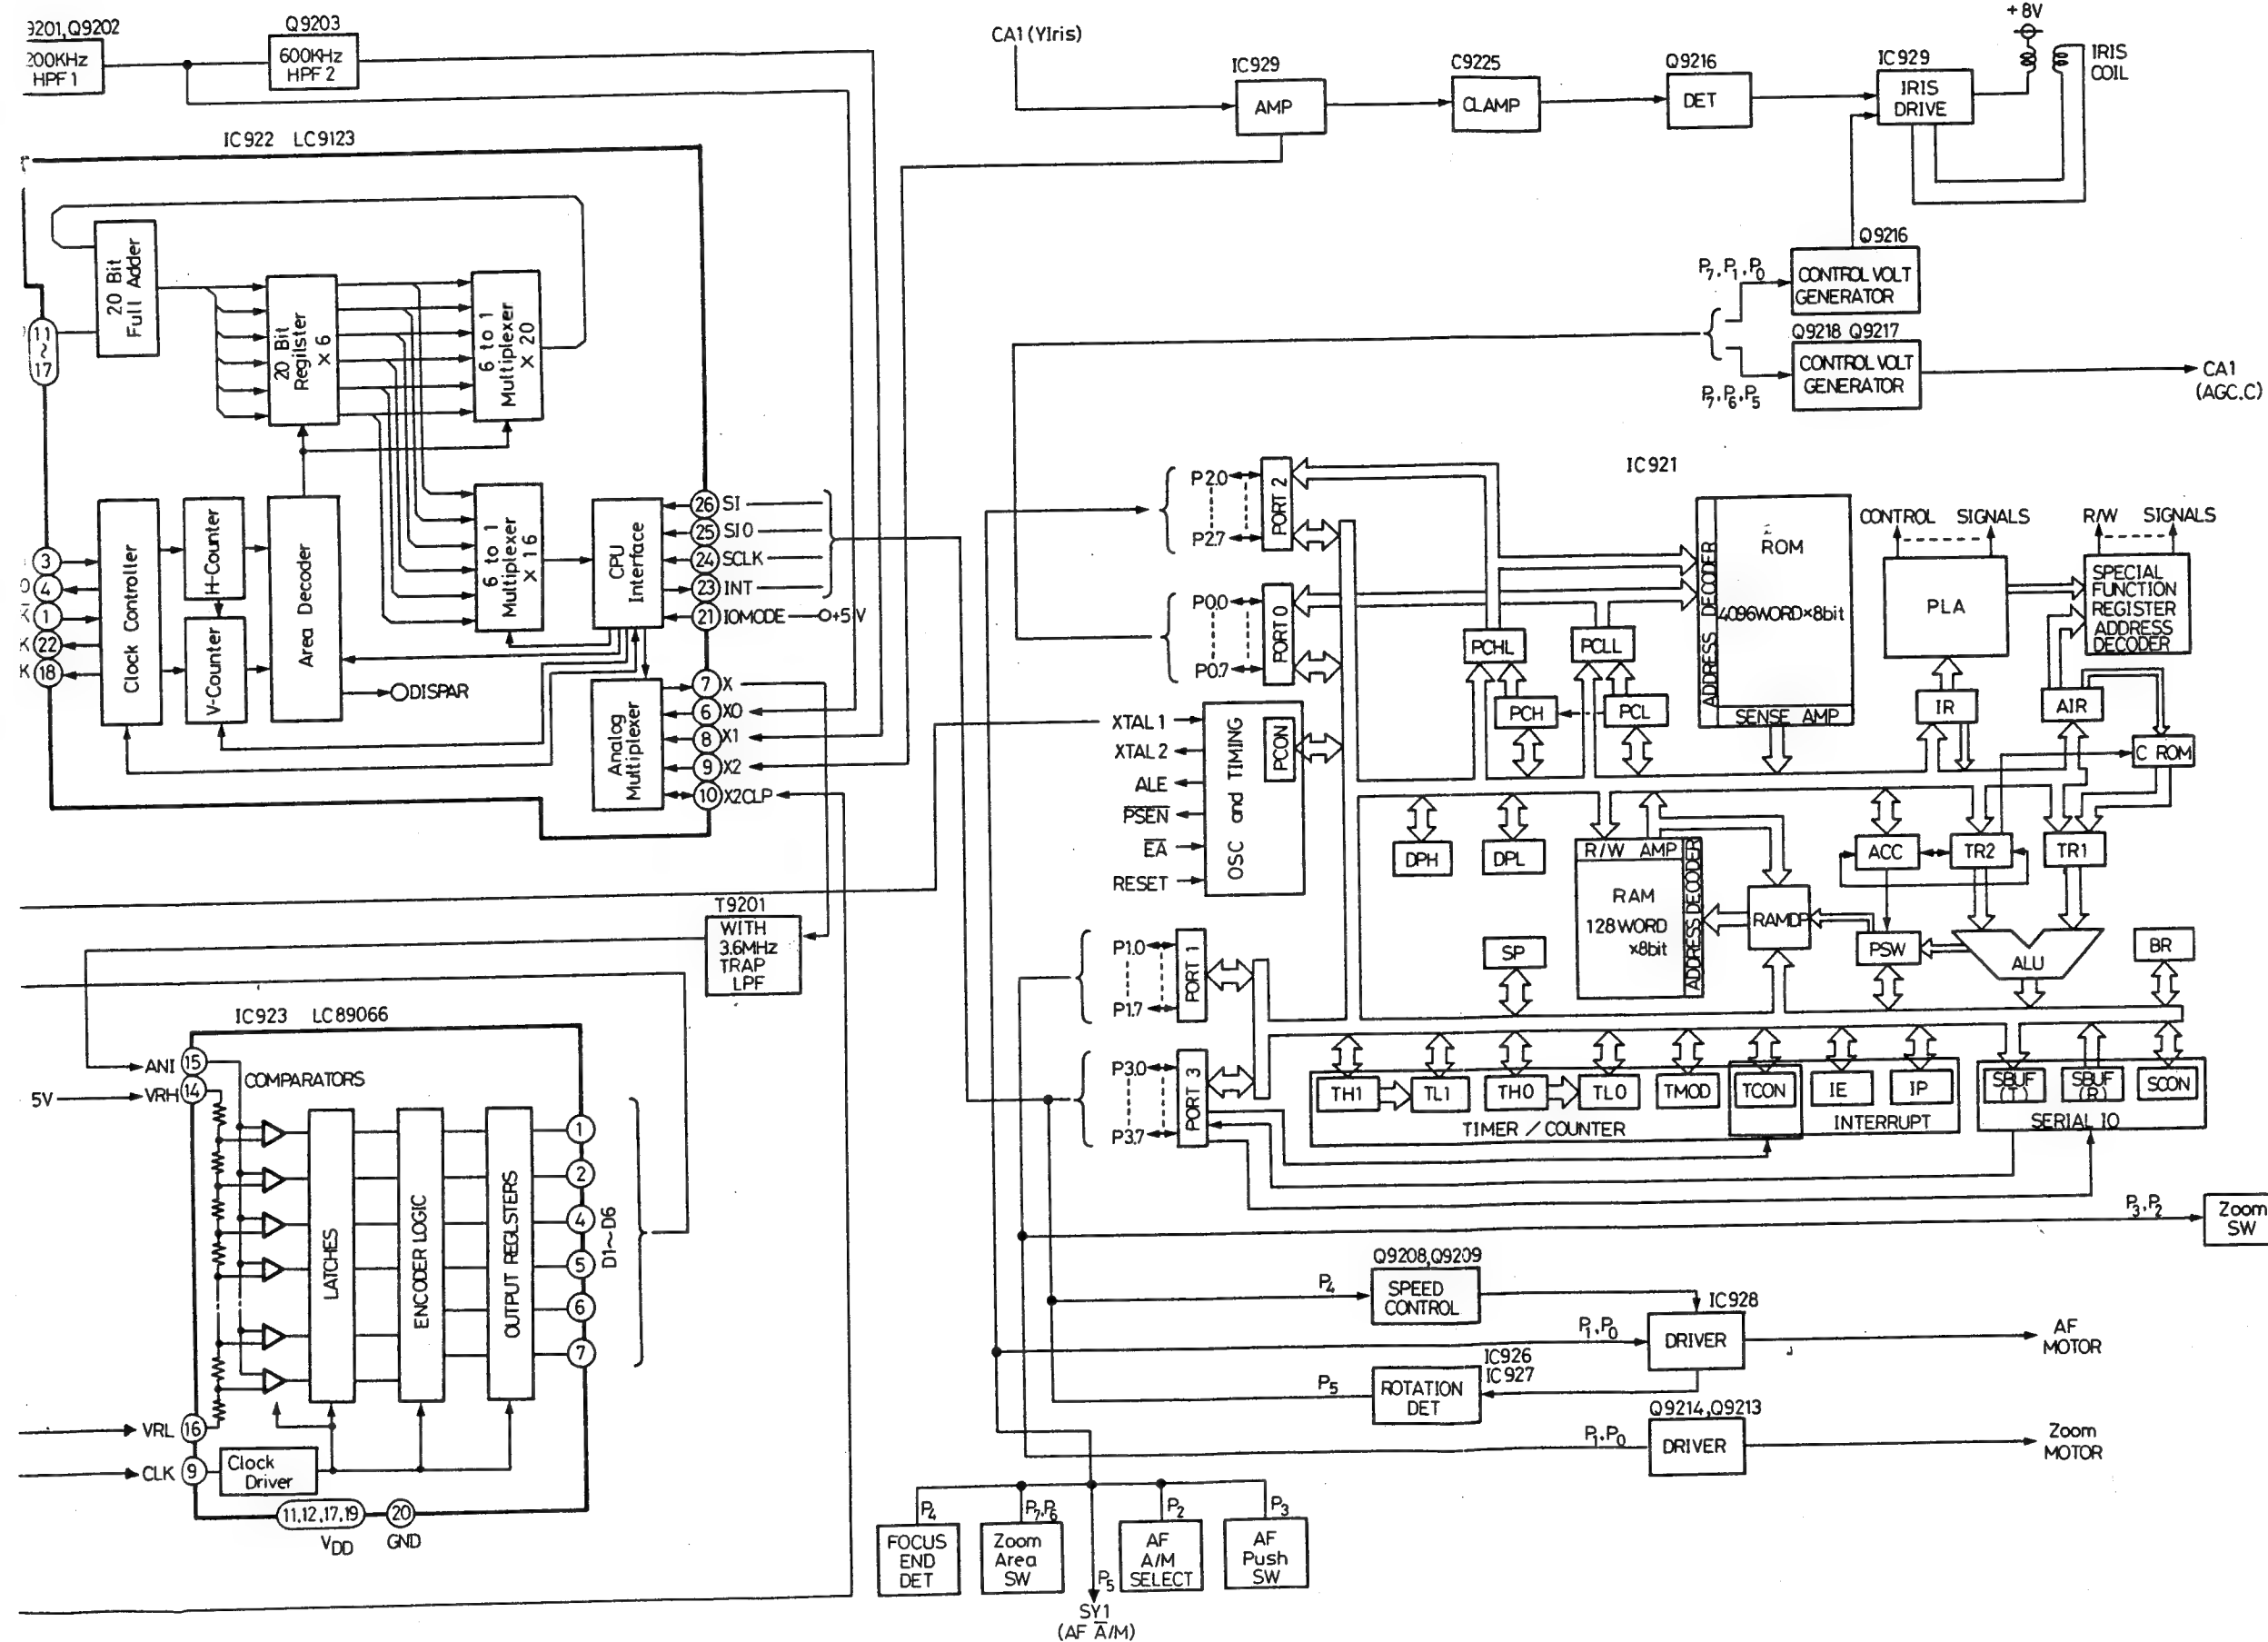 9201,Q9202
200KHz
HPF1
Q9203
600KHz
HPF2
IC922 LC9123
20 Bit
Full Adder
20 Bit
Regilster
×6
6 to 1
Multiplexer
×20
11
~
17
Clock Controller
H-Counter
V-Counter
Area Decoder
6 to 1
Multiplexer
×16
CPU
Interface
Analog
Multiplexer
DISPAR
3
4
1
22
18
26 SI
25 SIO
24 SCLK
23 INT
21 IOMODE +5V
7 X
6 X0
8 X1
9 X2
10 X2CLP
T9201
WITH
3.6MHz
TRAP
LPF
IC923 LC89066
ANI 15
5V VRH 14
COMPARATORS
LATCHES
ENCODER LOGIC
OUTPUT REGLSTERS
1
2
4
5
6
7
D1~D6
VRL 16
CLK 9
Clock
Driver
11,12,17,19
VDD
20
GND
CA1(YIris)
IC929
AMP
C9225
CLAMP
Q9216
DET
IC929
IRIS
DRIVE
+8V
IRIS
COIL
Q9216
P7,P1,P0
CONTROL VOLT
GENERATOR
Q9218 Q9217
P7,P6,P5
CONTROL VOLT
GENERATOR
CA1
(AGC.C)
IC921
P2.0
P2.7
PORT 2
P0.0
P0.7
PORT 0
XTAL 1
XTAL 2
ALE
PSEN
EA
RESET
OSC and TIMING
PCON
P1.0
P1.7
PORT 1
P3.0
P3.7
PORT 3
PCHL
PCLL
PCH
PCL
ADDRESS DECODER
ROM
4096WORD×8bit
SENSE AMP
CONTROL SIGNALS
PLA
R/W SIGNALS
SPECIAL
FUNCTION
REGISTER
ADDRESS
DECODER
IR
AIR
C ROM
DPH
DPL
R/W AMP
RAM
128WORD
×8bit
ADDRESS DECODER
RAMDP
ACC
TR2
TR1
SP
PSW
ALU
BR
TH1
TL1
TH0
TL0
TMOD
TCON
IE
IP
TIMER / COUNTER
INTERRUPT
SBUF
(T)
SBUF
(R)
SCON
SERIAL IO
P3,P2
Zoom
SW
Q9208,Q9209
P4
SPEED
CONTROL
IC928
P1,P0
DRIVER
AF
MOTOR
IC926
IC927
P5
ROTATION
DET
Q9214,Q9213
P1,P0
DRIVER
Zoom
MOTOR
P4
FOCUS
END
DET
P7,P6
Zoom
Area
SW
P2
AF
A/M
SELECT
P3
AF
Push
SW
P5
SY1
(AF A/M)